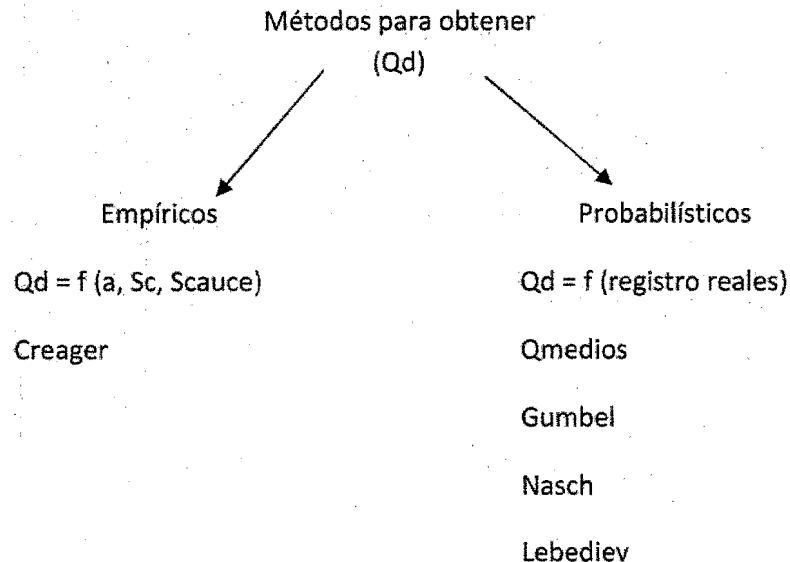 Métodos para obtener
(Qd)
Empíricos
Qd = f (a, Sc, Scauce)
Creager
Probabilísticos
Qd = f (registro reales)
Qmedios
Gumbel
Nasch
Lebediev